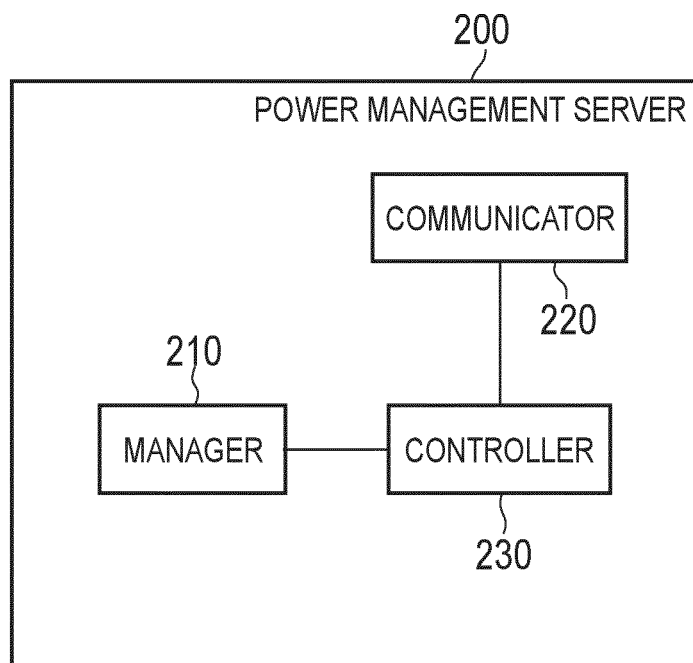 200
POWER MANAGEMENT SERVER
COMMUNICATOR
220
210
MANAGER
CONTROLLER
230